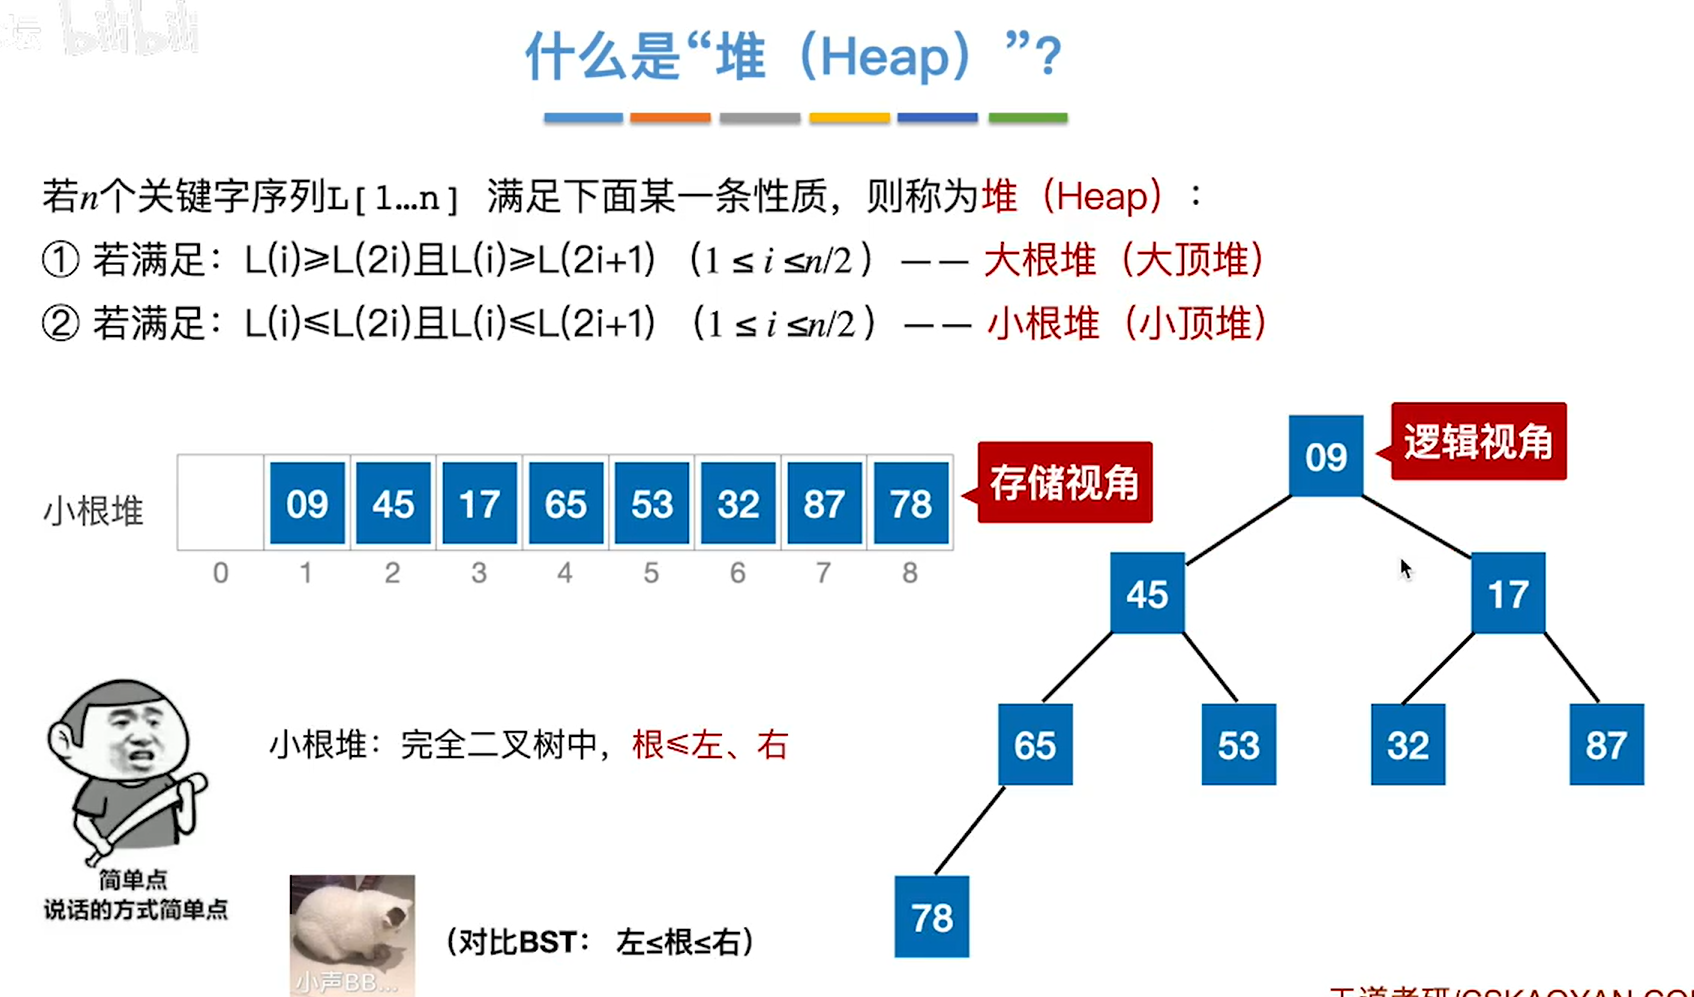 坛 bilibili
什么是“堆（Heap）”?
若n个关键字序列L[1…n] 满足下面某一条性质，则称为堆（Heap）：
① 若满足：L(i)≥L(2i)且L(i)≥L(2i+1) （1 ≤ i ≤n/2 ） —— 大根堆（大顶堆）
② 若满足：L(i)≤L(2i)且L(i)≤L(2i+1) （1 ≤ i ≤n/2 ） —— 小根堆（小顶堆）
09
逻辑视角
小根堆
09 45 17 65 53 32 87 78
存储视角
0 1 2 3 4 5 6 7 8
45 17
65 53 32 87
78
小根堆：完全二叉树中，根≤左、右
简单点
说话的方式简单点
小声BB...
（对比BST： 左≤根≤右）
王道考研/CSKAOYAN.COM